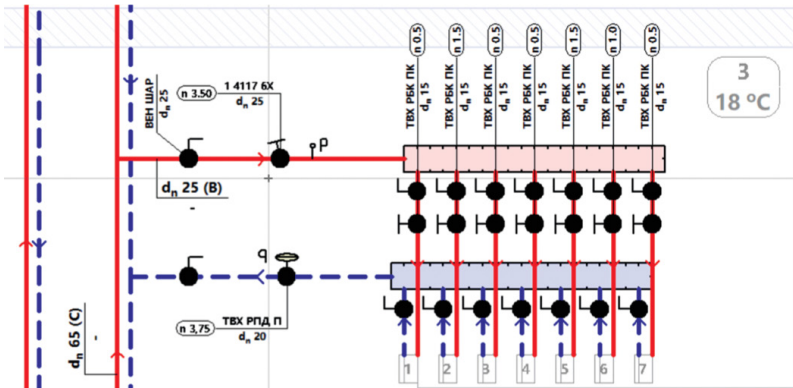 n 0.5
n 1.5
n 0.5
n 0.5
n 1.5
n 1.0
n 0.5
ТВХ РБК ПК
dn 15
ТВХ РБК ПК
dn 15
ТВХ РБК ПК
dn 15
ТВХ РБК ПК
dn 15
ТВХ РБК ПК
dn 15
ТВХ РБК ПК
dn 15
ТВХ РБК ПК
dn 15
3
18 ºC
ВЕН ШАР
dn 25
n 3.50
1 4117 6X
dn 25
p
dn 25 (B)
-
q
n 3,75
ТВХ РПД П
dn 20
dn 65 (C)
-
1
2
3
4
5
6
7